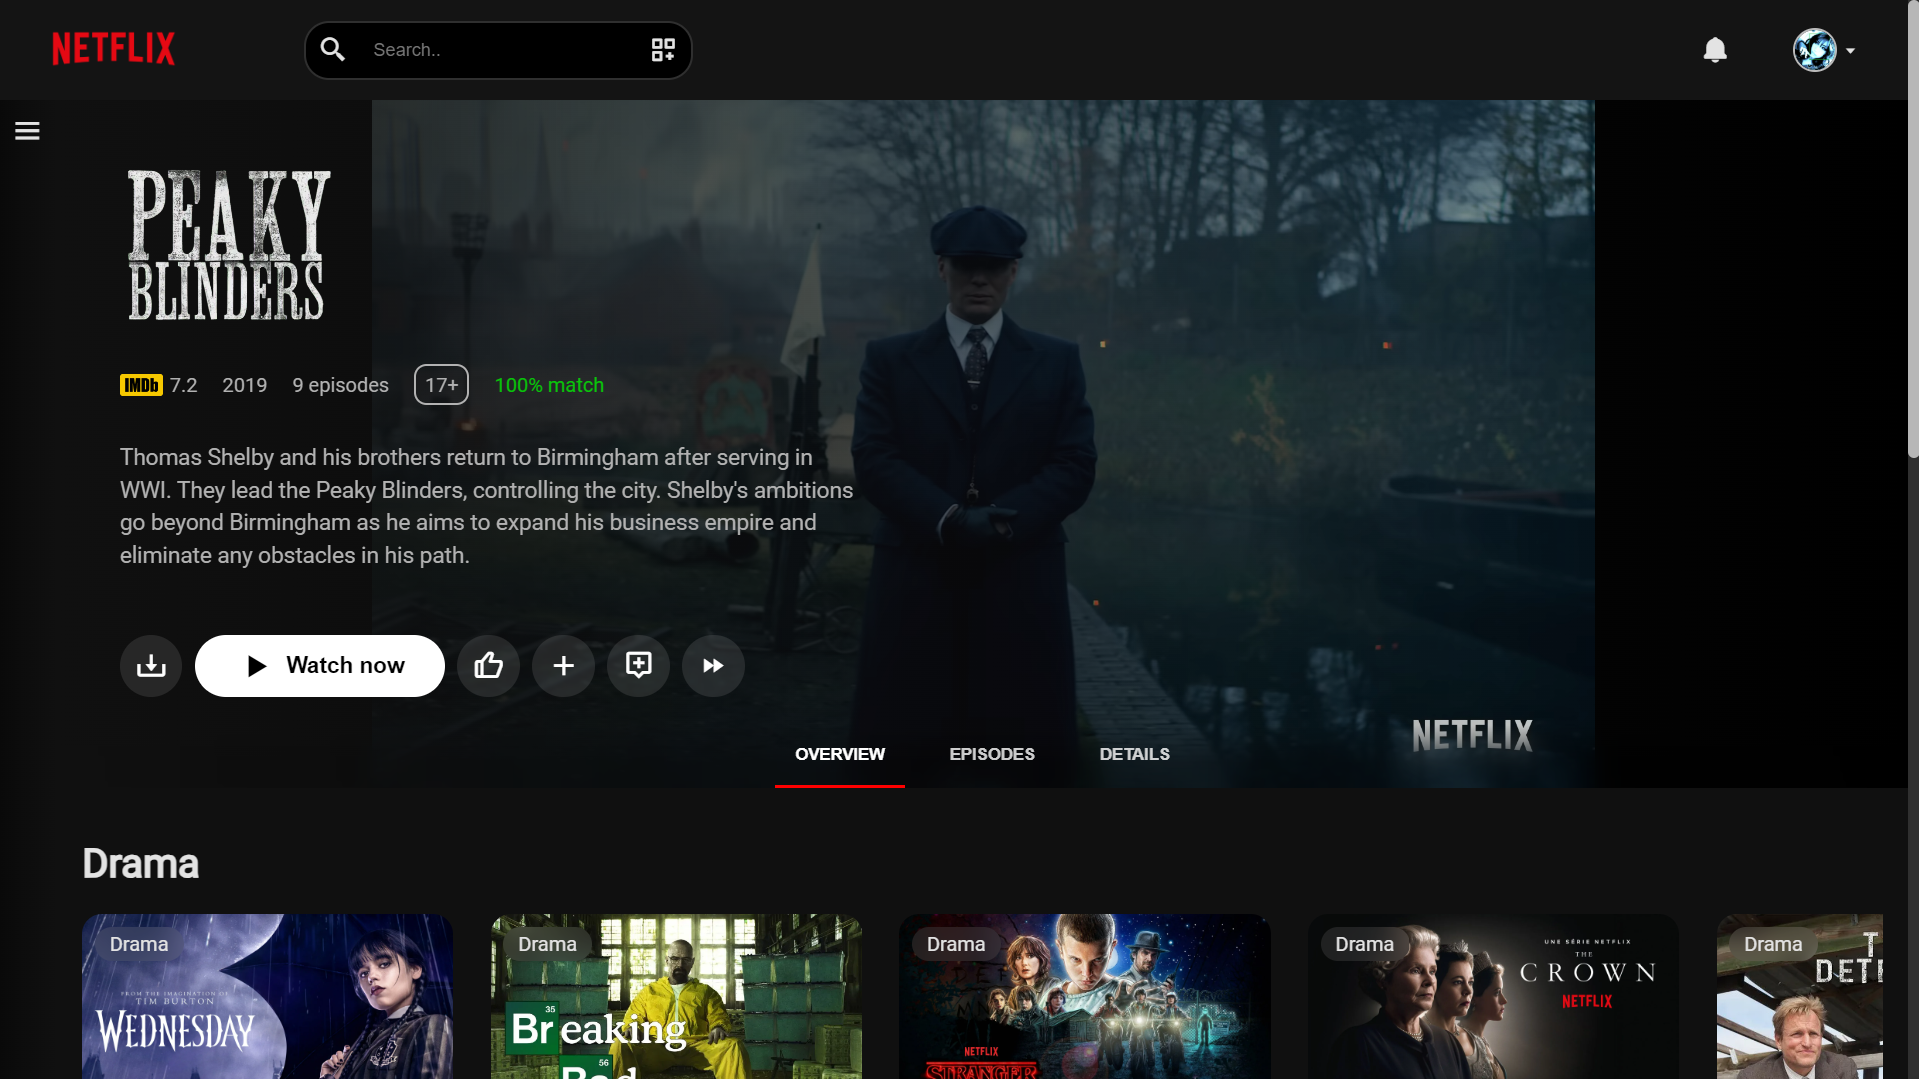 NETFLIX
Search..
PEAKY
BLINDERS
IMDb 7.2 2019 9 episodes 17+ 100% match
Thomas Shelby and his brothers return to Birmingham after serving in
WWI. They lead the Peaky Blinders, controlling the city. Shelby's ambitions
go beyond Birmingham as he aims to expand his business empire and
eliminate any obstacles in his path.
Watch now
NETFLIX
OVERVIEW EPISODES DETAILS
Drama
Drama
FROM THE IMAGINATION OF
TIM BURTON
WEDNESDAY
Drama
35
Breaking
56
Bad
Drama
NETFLIX
STRANGER
Drama
UNE SÉRIE NETFLIX
THE
CROWN
NETFLIX
Drama
T
DET